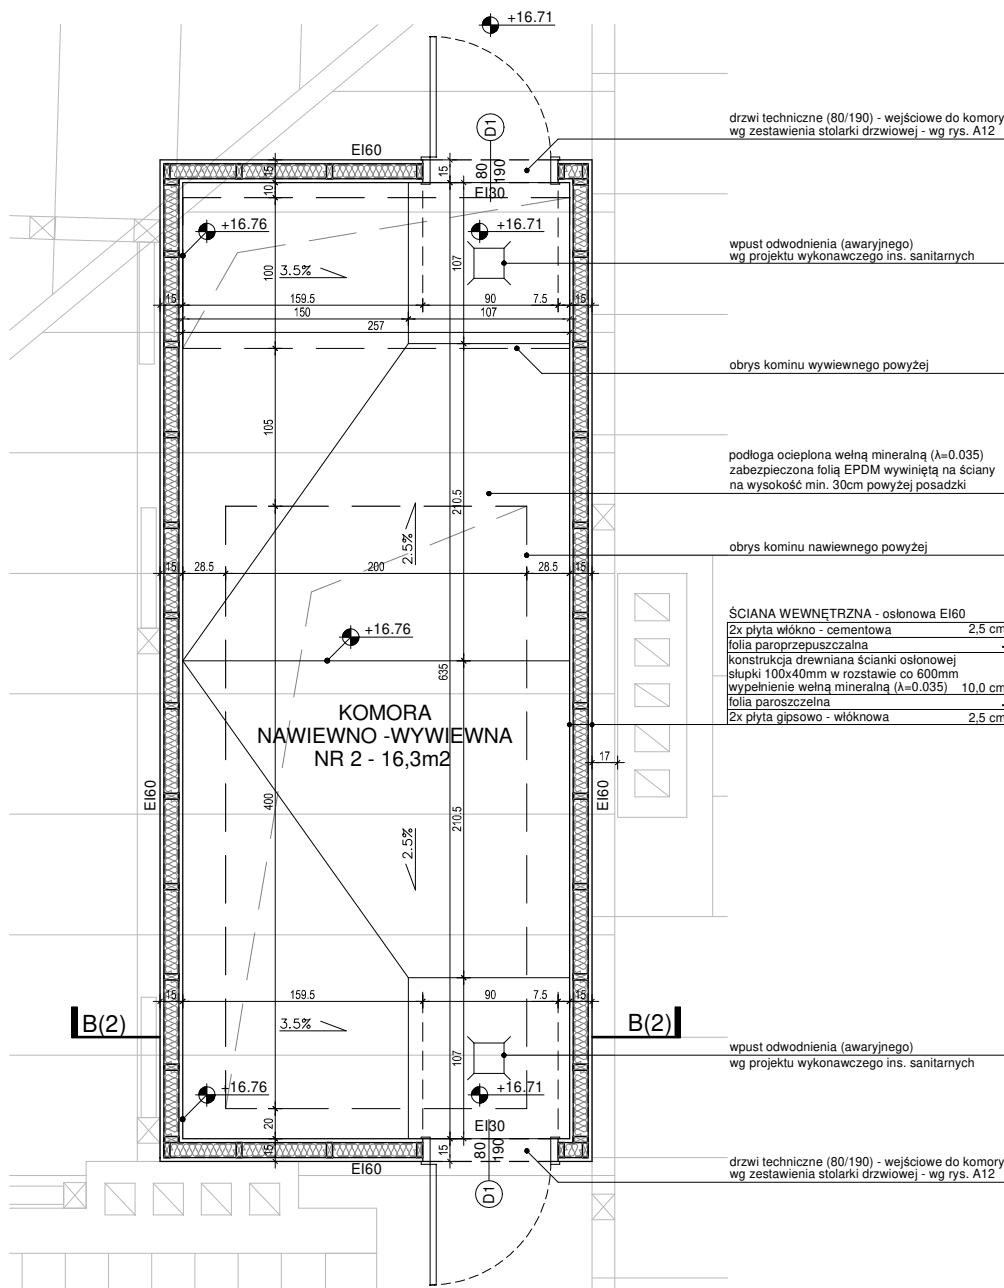 +16.71
drzwi techniczne (80/190) - wejściowe do komory
wg zestawienia stolarki drzwiowej - wg rys. A12
D1
EI60
15
15
80
190
10
EI30
+16.76
+16.71
wpust odwodnienia (awaryjnego)
wg projektu wykonawczego ins. sanitarnych
107
100
3.5%
15
159.5
90
7.5
15
150
107
257
obrys kominu wywiewnego powyżej
105
podłoga ocieplona wełną mineralną (λ=0.035)
zabezpieczona folią EPDM wywiniętą na ściany
na wysokość min. 30cm powyżej posadzki
210.5
2.5%
obrys kominu nawiewnego powyżej
15
28.5
200
28.5
15
ŚCIANA WEWNĘTRZNA - osłonowa EI60
2x płyta włókno - cementowa 2,5 cm
folia paroprzepuszczalna -
konstrukcja drewniana ścianki osłonowej
słupki 100x40mm w rozstawie co 600mm
wypełnienie wełną mineralną (λ=0.035) 10,0 cm
folia paroszczelna -
2x płyta gipsowo - włóknowa 2,5 cm
+16.76
635
KOMORA
NAWIEWNO -WYWIEWNA
NR 2 - 16,3m2
17
EI60
EI60
400
210.5
2.5%
15
159.5
90
7.5
15
B(2)
B(2)
3.5%
wpust odwodnienia (awaryjnego)
wg projektu wykonawczego ins. sanitarnych
107
+16.76
+16.71
20
EI30
15
15
80
190
EI60
drzwi techniczne (80/190) - wejściowe do komory
wg zestawienia stolarki drzwiowej - wg rys. A12
D1